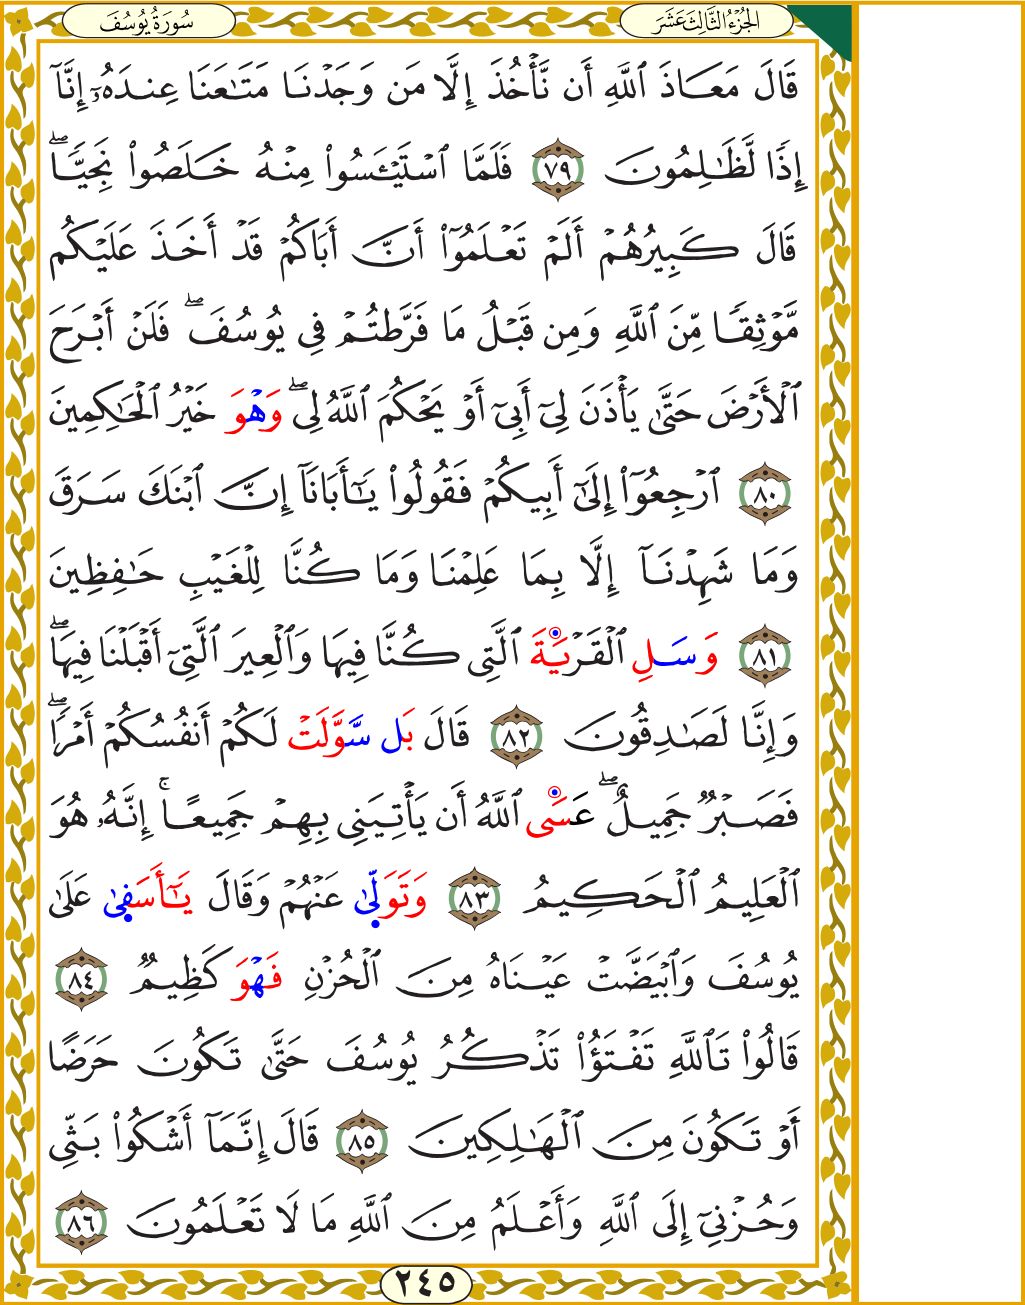 الجُزْءُ الثَّالِثَ عَشَرَ
سُورَةُ يُوسُفَ
قَالَ مَعَاذَ ٱللَّهِ أَن نَّأۡخُذَ إِلَّا مَن وَجَدۡنَا مَتَٰعَنَا عِندَهُۥٓ إِنَّآ
إِذٗا لَّظَٰلِمُونَ ٧٩ فَلَمَّا ٱسۡتَيۡـَٔسُواْ مِنۡهُ خَلَصُواْ نَجِيّٗاۖ
قَالَ كَبِيرُهُمۡ أَلَمۡ تَعۡلَمُوٓاْ أَنَّ أَبَاكُمۡ قَدۡ أَخَذَ عَلَيۡكُم
مَّوۡثِقٗا مِّنَ ٱللَّهِ وَمِن قَبۡلُ مَا فَرَّطتُمۡ فِي يُوسُفَۖ فَلَنۡ أَبۡرَحَ
ٱلۡأَرۡضَ حَتَّىٰ يَأۡذَنَ لِيٓ أَبِيٓ أَوۡ يَحۡكُمَ ٱللَّهُ لِيۖ وَهۡوَ خَيۡرُ ٱلۡحَٰكِمِينَ
٨٠ ٱرۡجِعُوٓاْ إِلَىٰٓ أَبِيكُمۡ فَقُولُواْ يَٰٓأَبَانَآ إِنَّ ٱبۡنَكَ سَرَقَ
وَمَا شَهِدۡنَآ إِلَّا بِمَا عَلِمۡنَا وَمَا كُنَّا لِلۡغَيۡبِ حَٰفِظِينَ
٨١ وَسَلِ ٱلۡقَرۡيَةَ ٱلَّتِي كُنَّا فِيهَا وَٱلۡعِيرَ ٱلَّتِيٓ أَقۡبَلۡنَا فِيهَاۖ
وَإِنَّا لَصَٰدِقُونَ ٨٢ قَالَ بَل سَّوَّلَتۡ لَكُمۡ أَنفُسُكُمۡ أَمۡرٗاۖ
فَصَبۡرٞ جَمِيلٌۖ عَسَى ٱللَّهُ أَن يَأۡتِيَنِي بِهِمۡ جَمِيعًاۚ إِنَّهُۥ هُوَ
ٱلۡعَلِيمُ ٱلۡحَكِيمُ ٨٣ وَتَوَلَّىٰ عَنۡهُمۡ وَقَالَ يَٰٓأَسَفَىٰ عَلَىٰ
يُوسُفَ وَٱبۡيَضَّتۡ عَيۡنَاهُ مِنَ ٱلۡحُزۡنِ فَهۡوَ كَظِيمٞ ٨٤
قَالُواْ تَٱللَّهِ تَفۡتَؤُاْ تَذۡكُرُ يُوسُفَ حَتَّىٰ تَكُونَ حَرَضًا
أَوۡ تَكُونَ مِنَ ٱلۡهَٰلِكِينَ ٨٥ قَالَ إِنَّمَآ أَشۡكُواْ بَثِّي
وَحُزۡنِيٓ إِلَى ٱللَّهِ وَأَعۡلَمُ مِنَ ٱللَّهِ مَا لَا تَعۡلَمُونَ ٨٦
٢٤٥